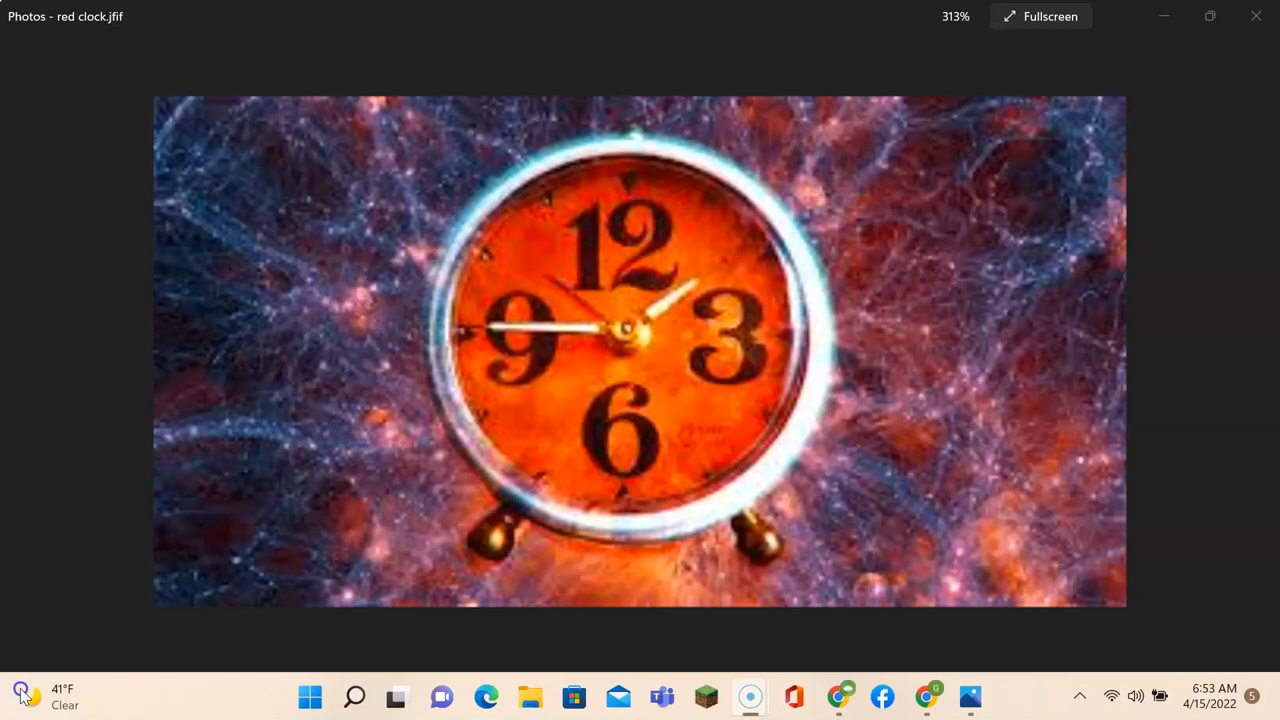 Photos - red clock.jfif
313%
Fullscreen
12
9
3
6
41°F
Clear
G
6:53 AM
4/15/2022
5